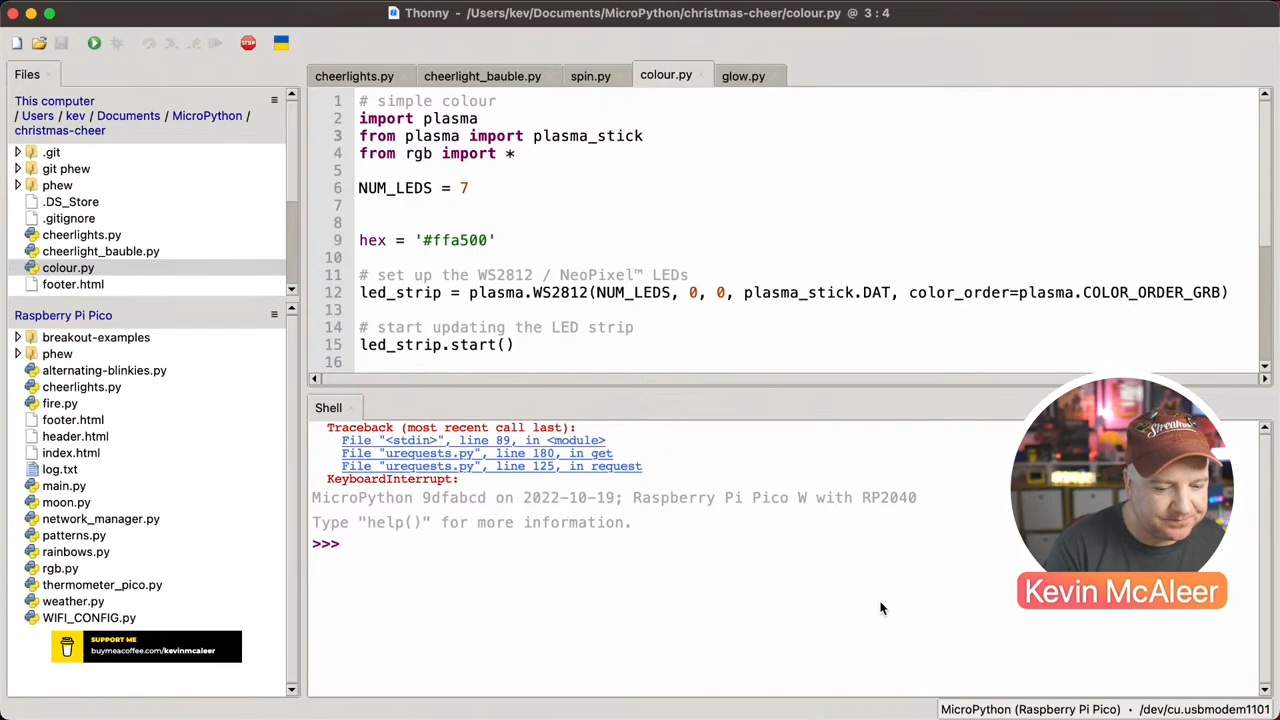 Thonny - /Users/kev/Documents/MicroPython/christmas-cheer/colour.py @ 3 : 4
STOP
Files
This computer
/ Users / kev / Documents / MicroPython /
christmas-cheer
.git
git phew
phew
.DS_Store
.gitignore
cheerlights.py
cheerlight_bauble.py
colour.py
footer.html
Raspberry Pi Pico
breakout-examples
phew
alternating-blinkies.py
cheerlights.py
fire.py
footer.html
header.html
index.html
log.txt
main.py
moon.py
network_manager.py
patterns.py
rainbows.py
rgb.py
thermometer_pico.py
weather.py
WIFI_CONFIG.py
SUPPORT ME
buymeacoffee.com/kevinmcaleer
cheerlights.py cheerlight_bauble.py spin.py colour.py glow.py
1 # simple colour
2 import plasma
3 from plasma import plasma_stick
4 from rgb import *
5
6 NUM_LEDS = 7
7
8
9 hex = '#ffa500'
10
11 # set up the WS2812 / NeoPixel™ LEDs
12 led_strip = plasma.WS2812(NUM_LEDS, 0, 0, plasma_stick.DAT, color_order=plasma.COLOR_ORDER_GRB)
13
14 # start updating the LED strip
15 led_strip.start()
16
Shell
Traceback (most recent call last):
File "<stdin>", line 89, in <module>
File "urequests.py", line 180, in get
File "urequests.py", line 125, in request
KeyboardInterrupt:
MicroPython 9dfabcd on 2022-10-19; Raspberry Pi Pico W with RP2040
Type "help()" for more information.
>>>
Kevin McAleer
MicroPython (Raspberry Pi Pico) • /dev/cu.usbmodem1101